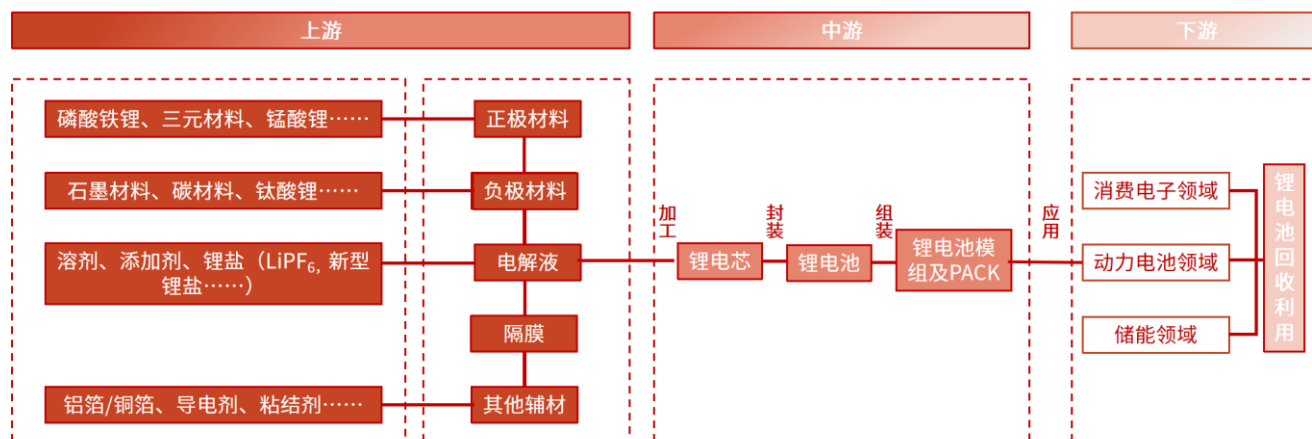 上游
中游
下游
磷酸铁锂、三元材料、锰酸锂……
正极材料
石墨材料、碳材料、钛酸锂……
负极材料
溶剂、添加剂、锂盐（LiPF₆, 新型
锂盐……）
电解液
隔膜
铝箔/铜箔、导电剂、粘结剂……
其他辅材
加工
锂电芯
封装
锂电池
组装
锂电池模
组及PACK
应用
消费电子领域
动力电池领域
储能领域
锂电池回收利用